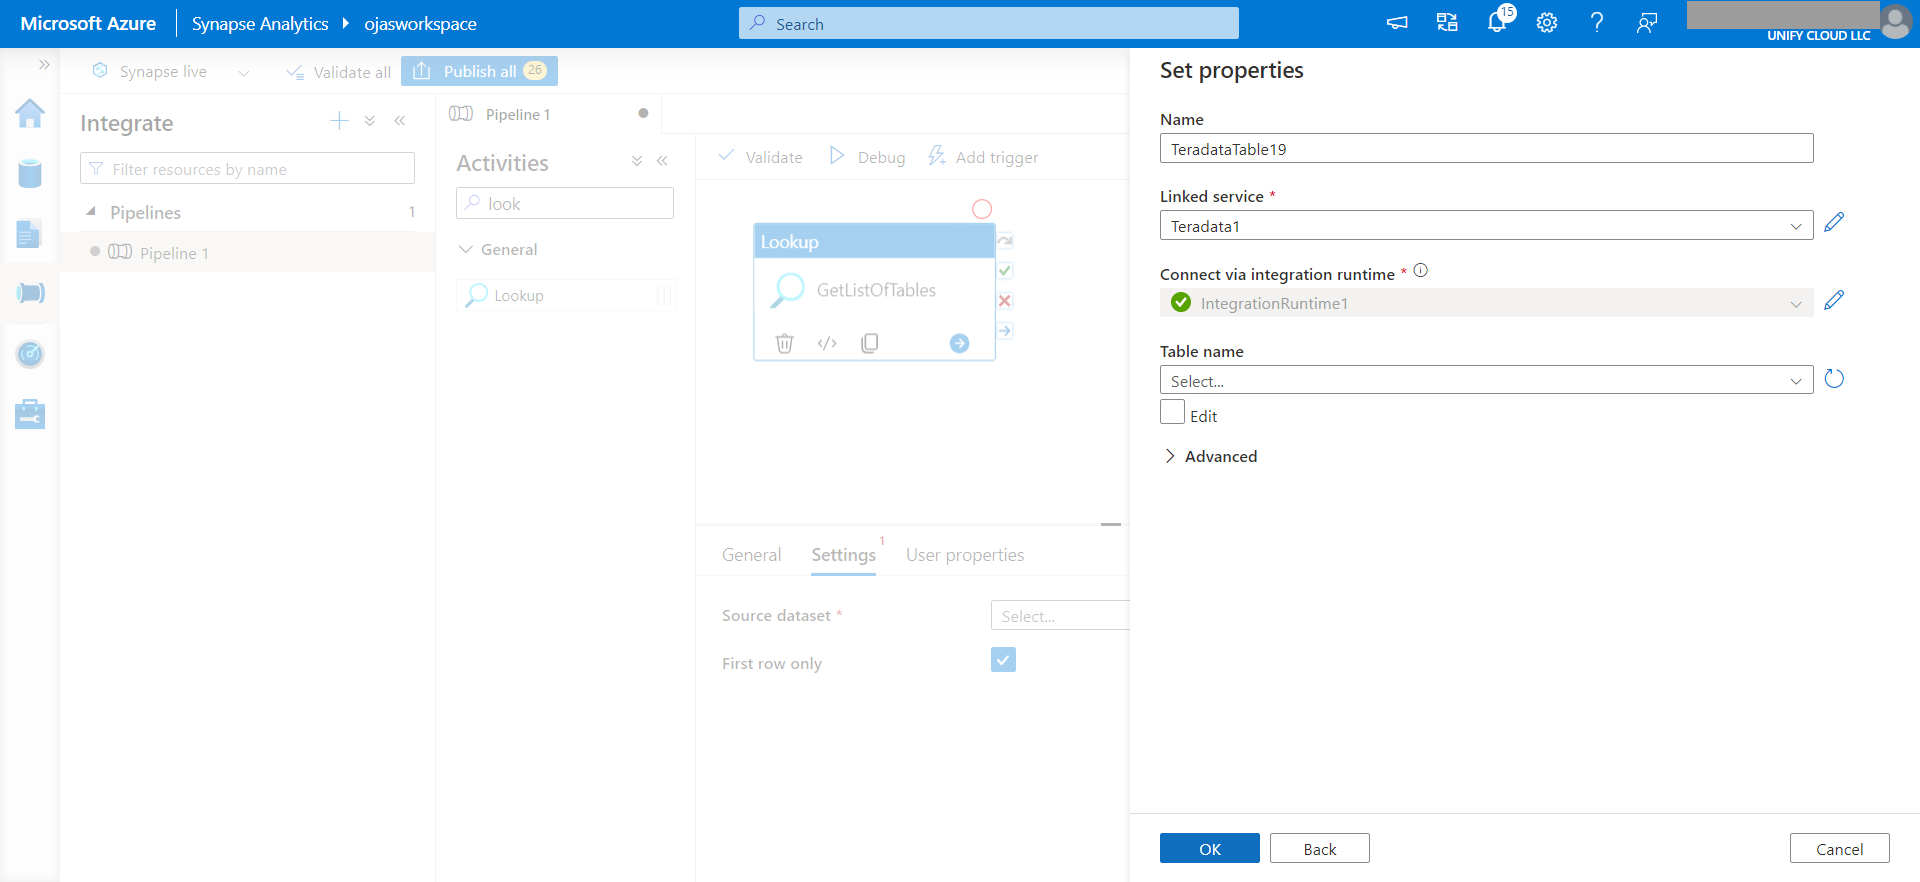 Microsoft Azure
Synapse Analytics
ojasworkspace
Search
15
UNIFY CLOUD LLC
Synapse live
Validate all
Publish all
26
Integrate
Filter resources by name
Pipelines
1
Pipeline 1
Pipeline 1
Activities
look
General
Lookup
Validate
Debug
Add trigger
Lookup
GetListOfTables
General
Settings
1
User properties
Source dataset *
Select...
First row only
Set properties
Name
TeradataTable19
Linked service *
Teradata1
Connect via integration runtime *
IntegrationRuntime1
Table name
Select...
Edit
Advanced
OK
Back
Cancel